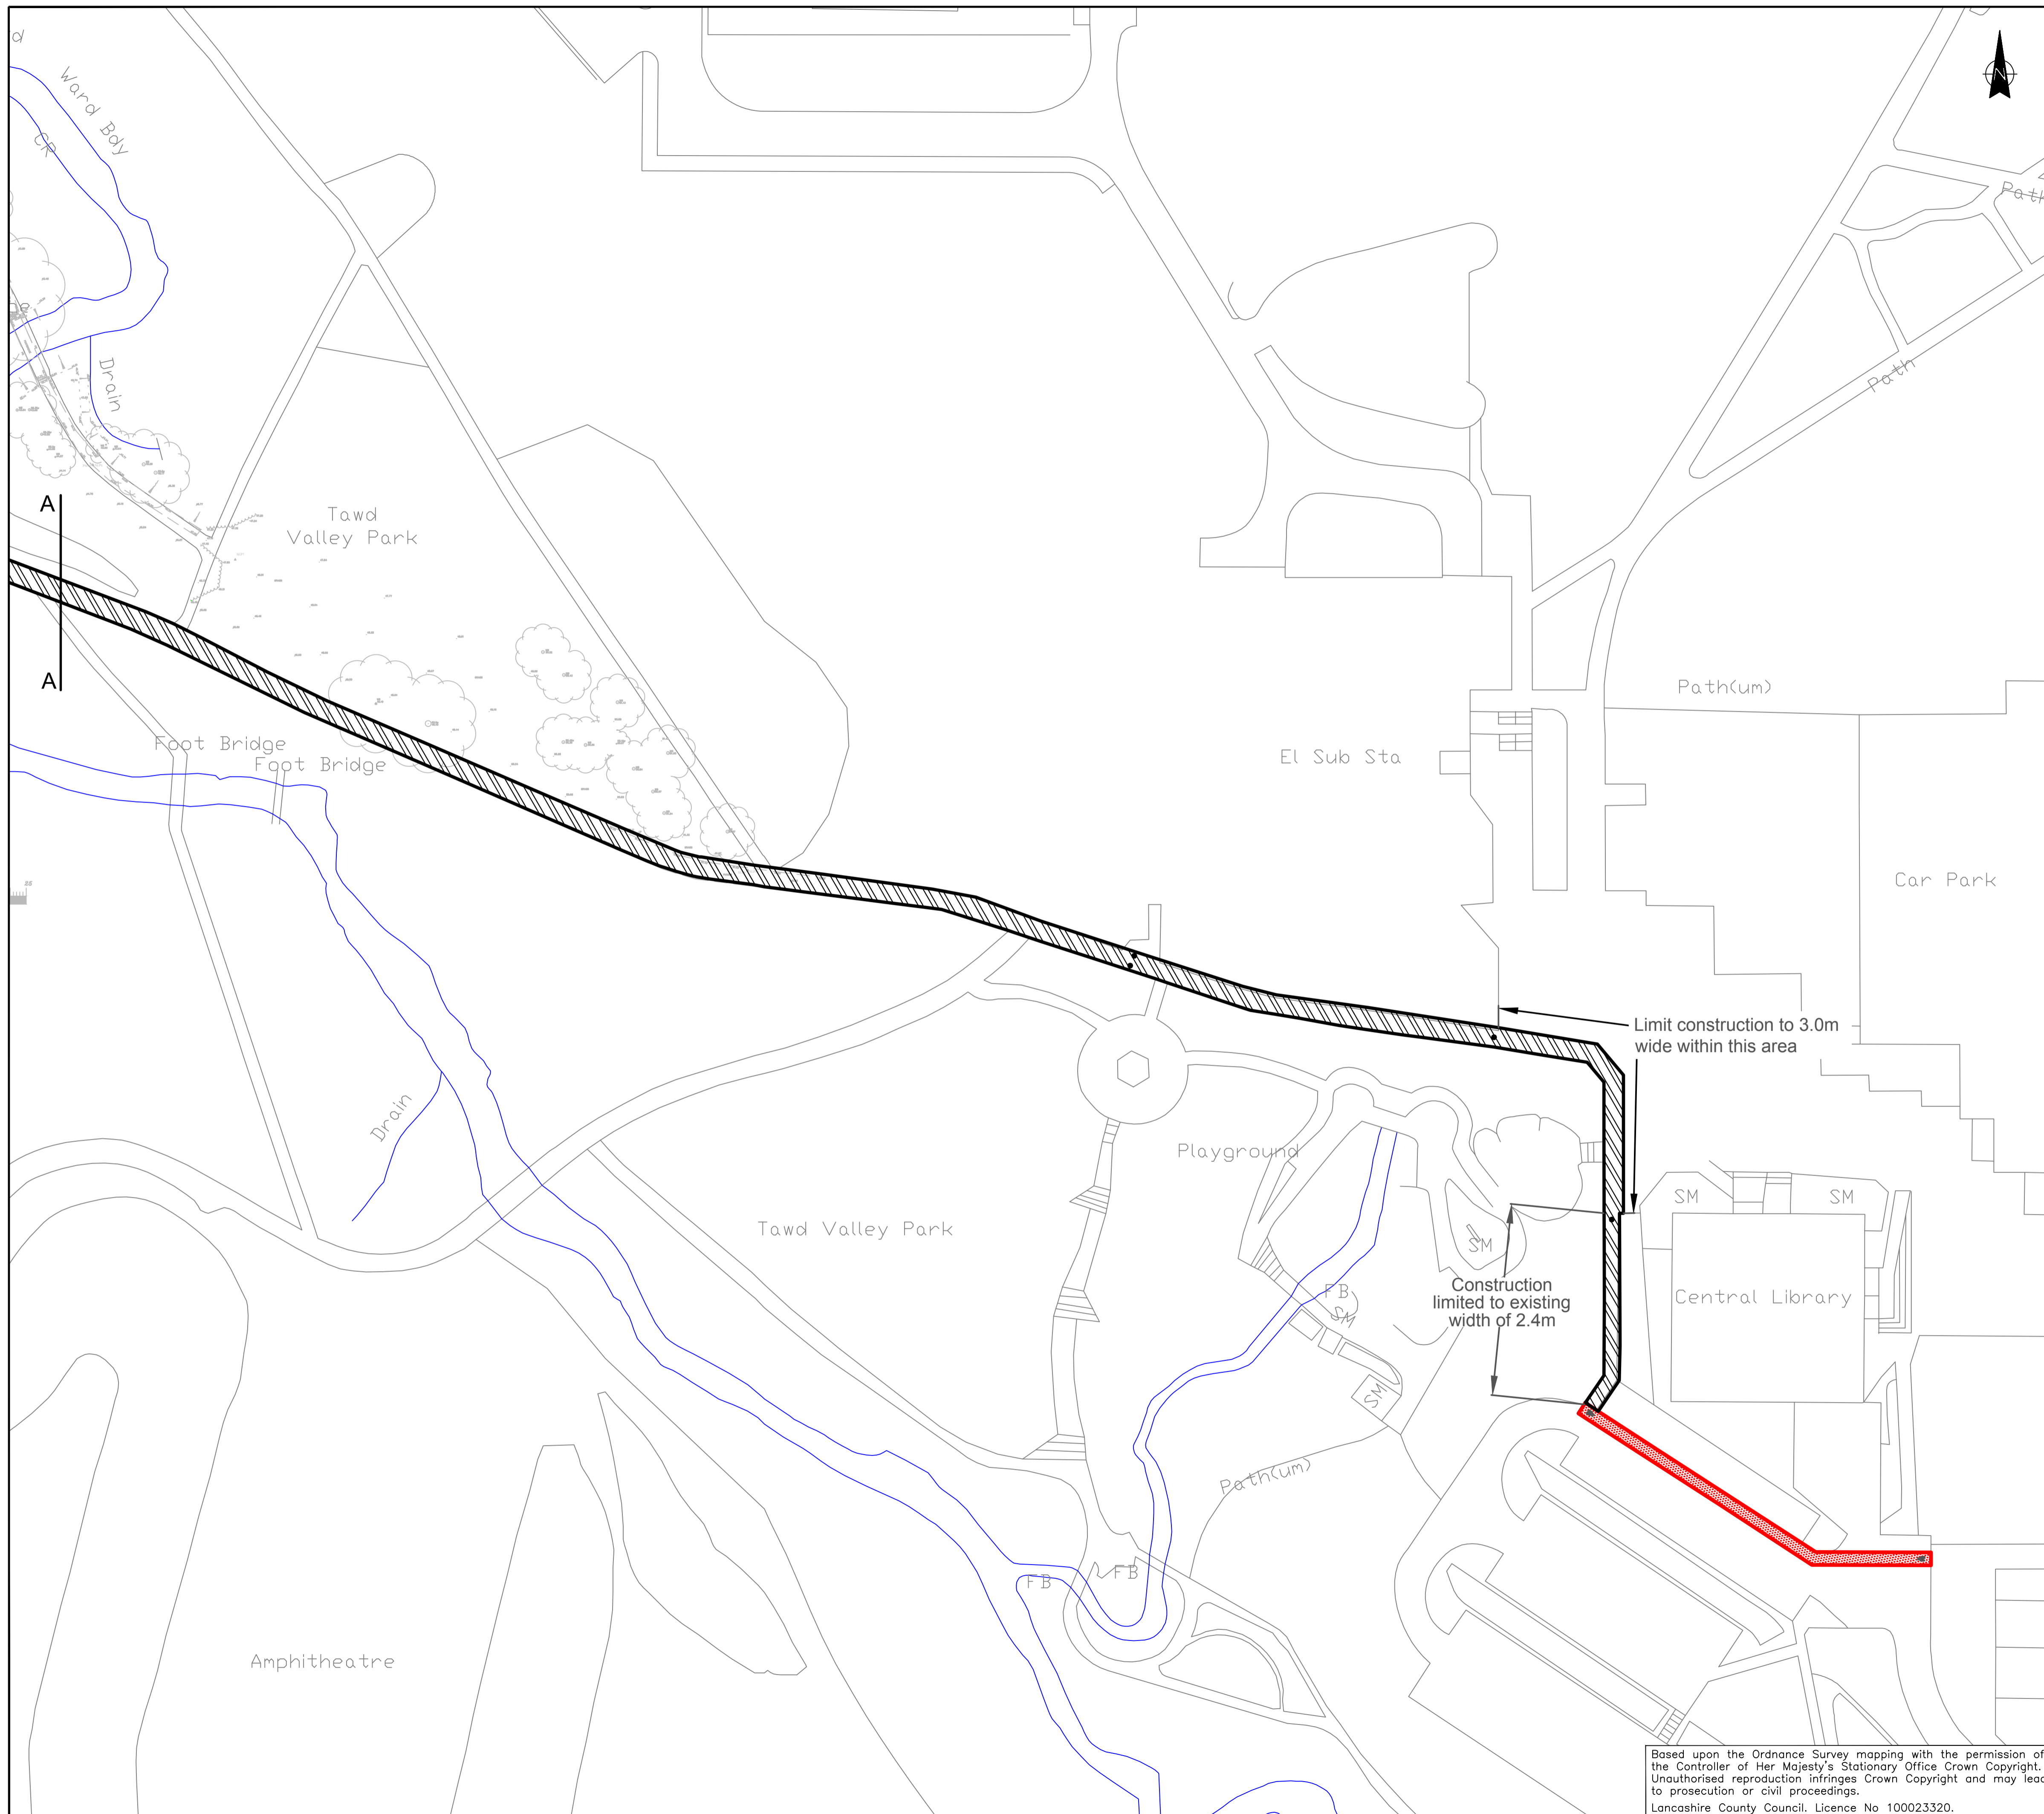 d
Ward Bdy
CR
N
Path
Path
Drain
A
Tawd
Valley Park
A
Path(um)
Foot Bridge
Foot Bridge
El Sub Sta
Car Park
Limit construction to 3.0m
wide within this area
Drain
Playground
Tawd Valley Park
SM
SM
SM
Construction
limited to existing
width of 2.4m
FB
SM
Central Library
SM
Path(um)
FB
FB
Amphitheatre
Based upon the Ordnance Survey mapping with the permission of
the Controller of Her Majesty's Stationary Office Crown Copyright.
Unauthorised reproduction infringes Crown Copyright and may lead
to prosecution or civil proceedings.
Lancashire County Council. Licence No 100023320.